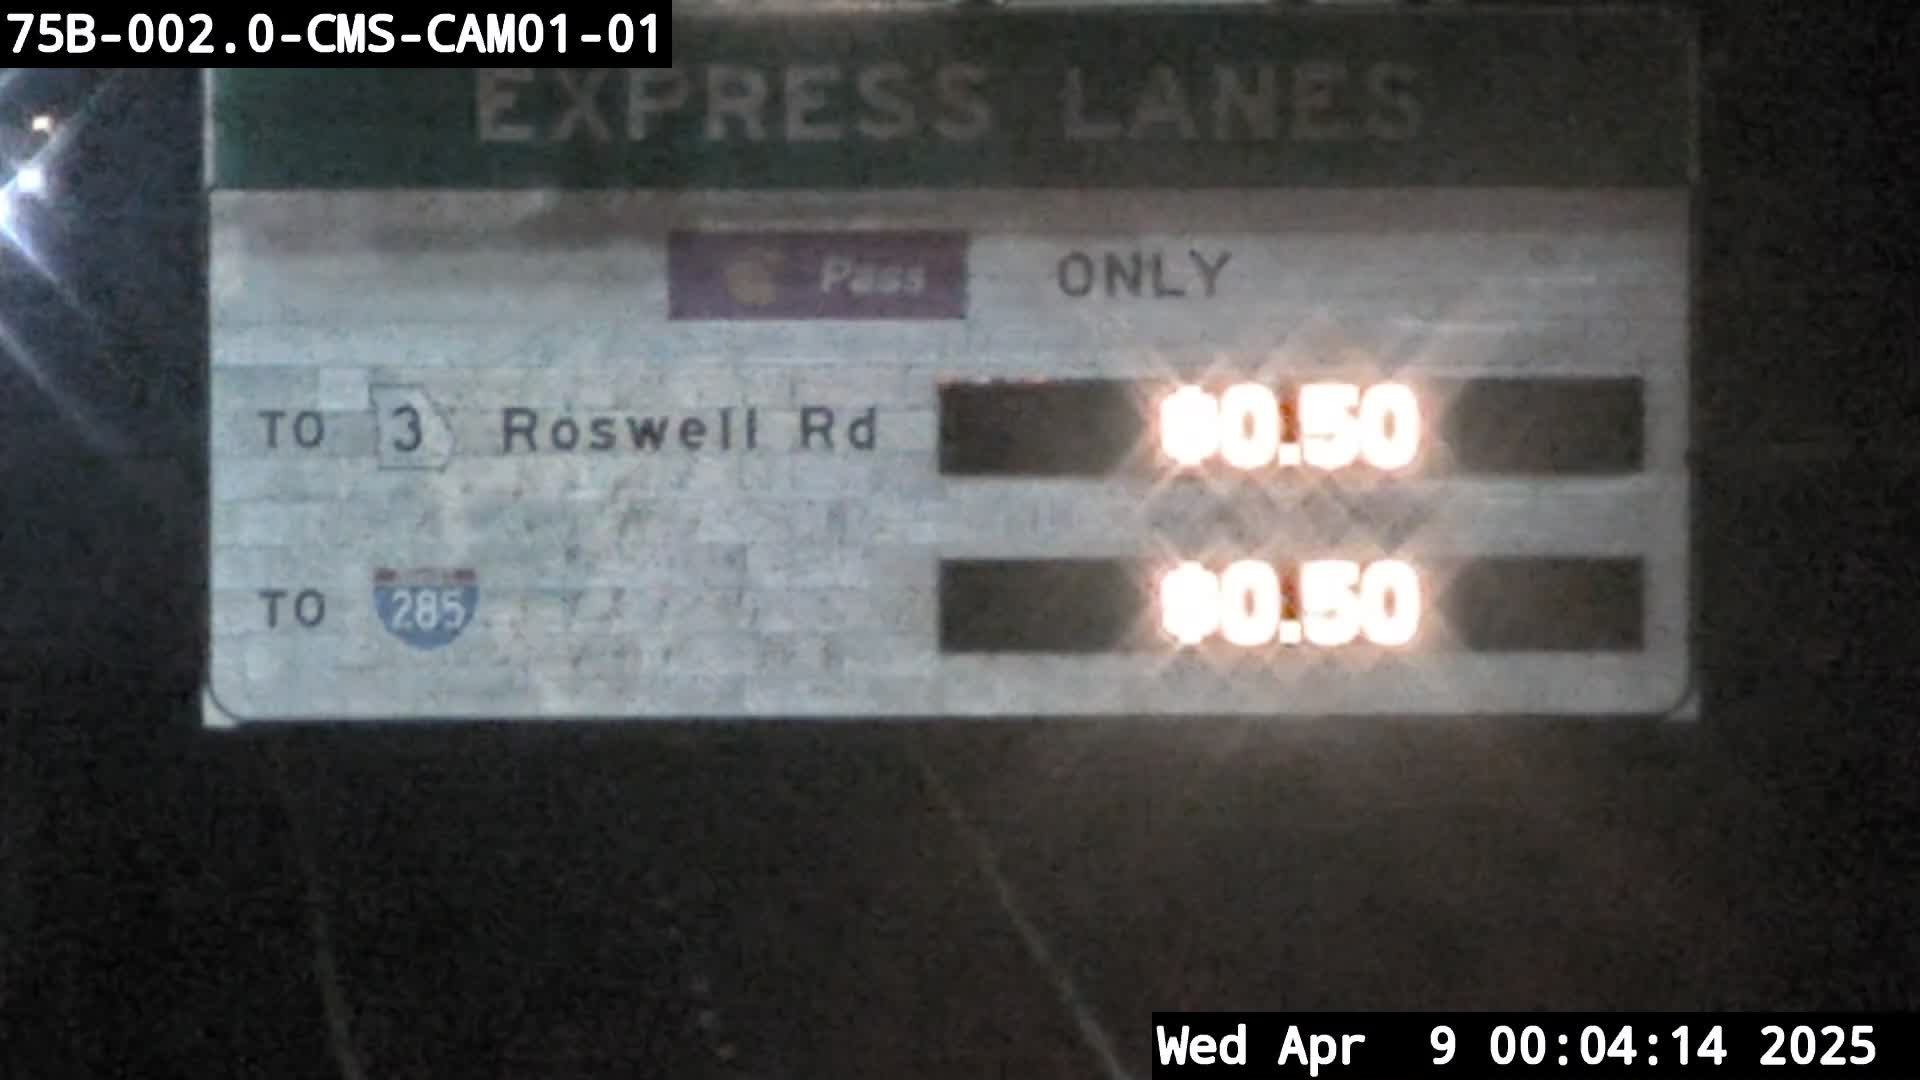 75B-002.0-CMS-CAM01-01
EXPRESS LANES
Pass ONLY
TO 3 Roswell Rd $0.50
TO 285 $0.50
Wed Apr 9 00:04:14 2025